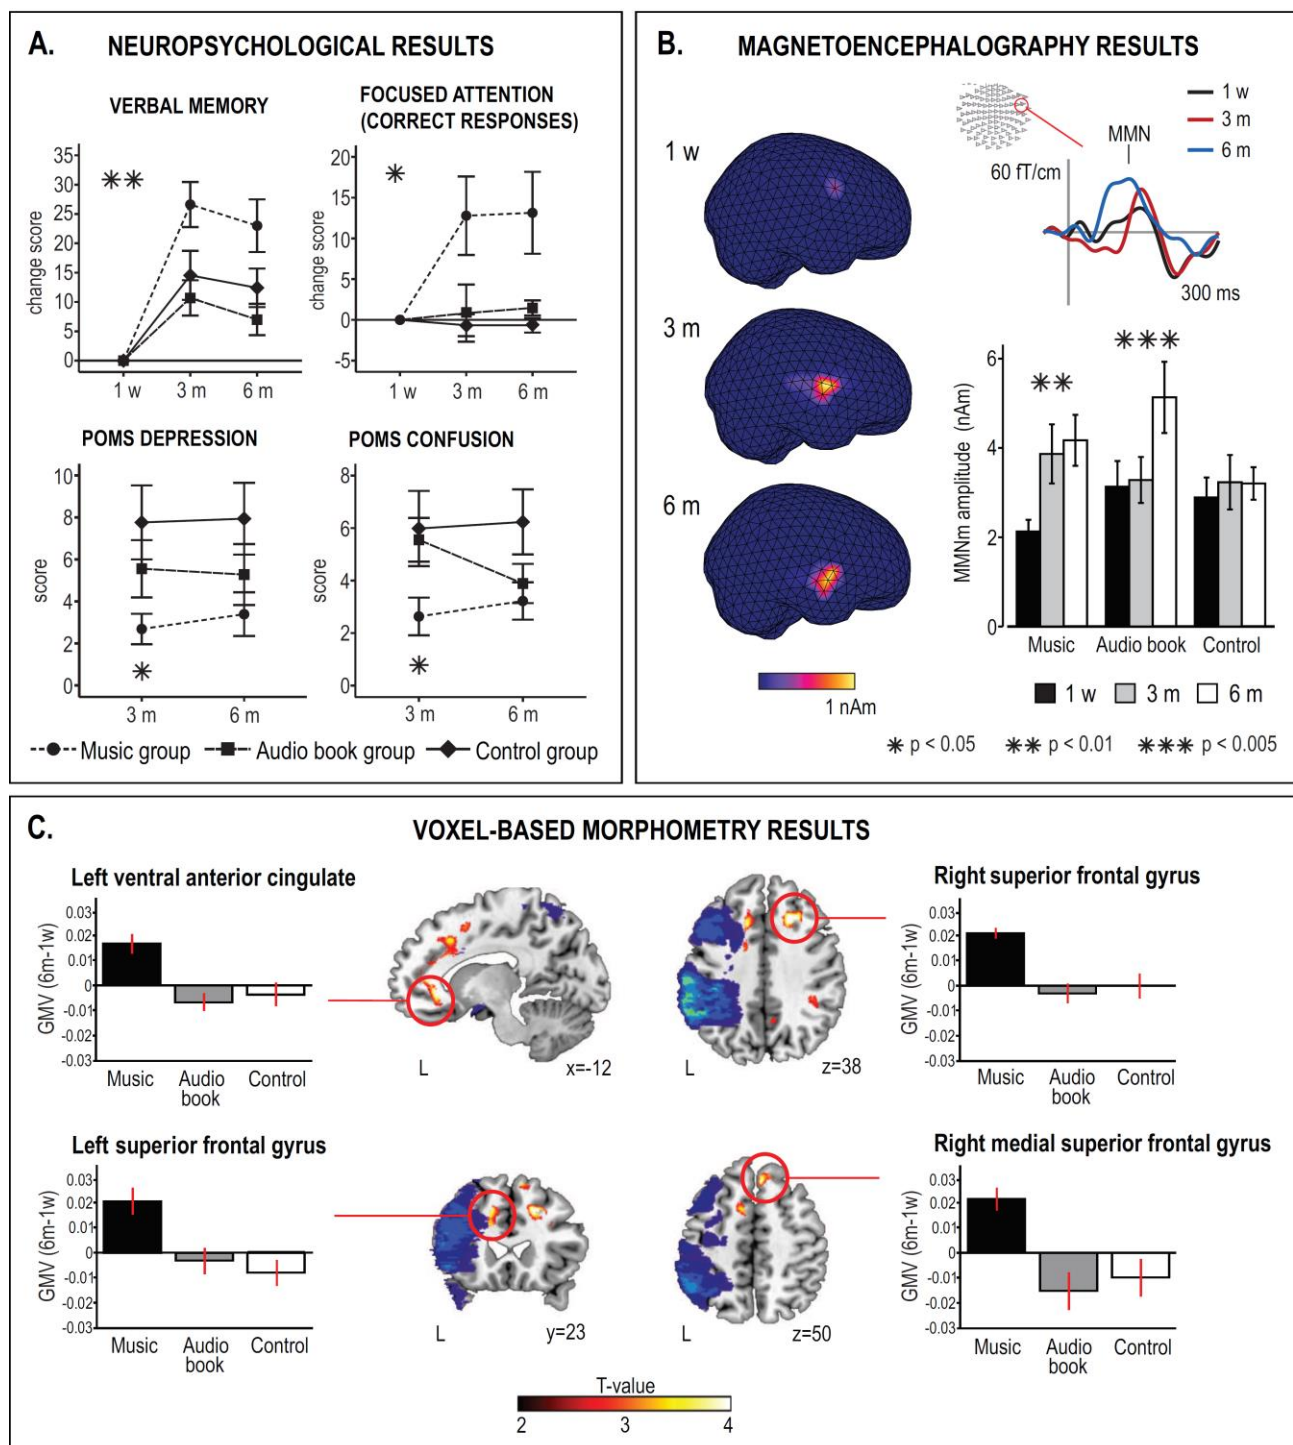 A. NEUROPSYCHOLOGICAL RESULTS
VERBAL MEMORY
35
30
25
20
15
10
5
0
change score
1 w 3 m 6 m
**
FOCUSED ATTENTION
(CORRECT RESPONSES)
20
15
10
5
0
-5
change score
1 w 3 m 6 m
*
POMS DEPRESSION
10
8
6
4
2
0
score
3 m 6 m
*
POMS CONFUSION
8
6
4
2
0
score
3 m 6 m
*
Music group Audio book group Control group
B. MAGNETOENCEPHALOGRAPHY RESULTS
1 w
3 m
6 m
1 nAm
1 w
3 m
6 m
MMN
60 fT/cm
300 ms
6
4
2
0
MMNm amplitude (nAm)
**
***
Music Audio book Control
1 w 3 m 6 m
* p < 0.05 ** p < 0.01 *** p < 0.005
C. VOXEL-BASED MORPHOMETRY RESULTS
Left ventral anterior cingulate
0.03
0.02
0.01
0
-0.01
-0.02
-0.03
GMV (6m-1w)
Music Audio Control
book
L x=-12
L z=38
Right superior frontal gyrus
0.03
0.02
0.01
0
-0.01
-0.02
-0.03
GMV (6m-1w)
Music Audio Control
book
Left superior frontal gyrus
0.03
0.02
0.01
0
-0.01
-0.02
-0.03
GMV (6m-1w)
Music Audio Control
book
L y=23
L z=50
Right medial superior frontal gyrus
0.03
0.02
0.01
0
-0.01
-0.02
-0.03
GMV (6m-1w)
Music Audio Control
book
T-value
2 3 4